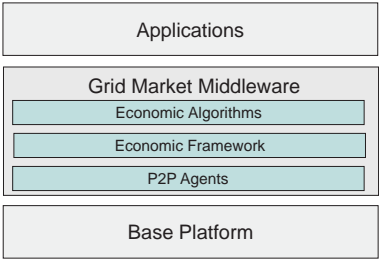 Applications
Grid Market Middleware
Economic Algorithms
Economic Framework
P2P Agents
Base Platform